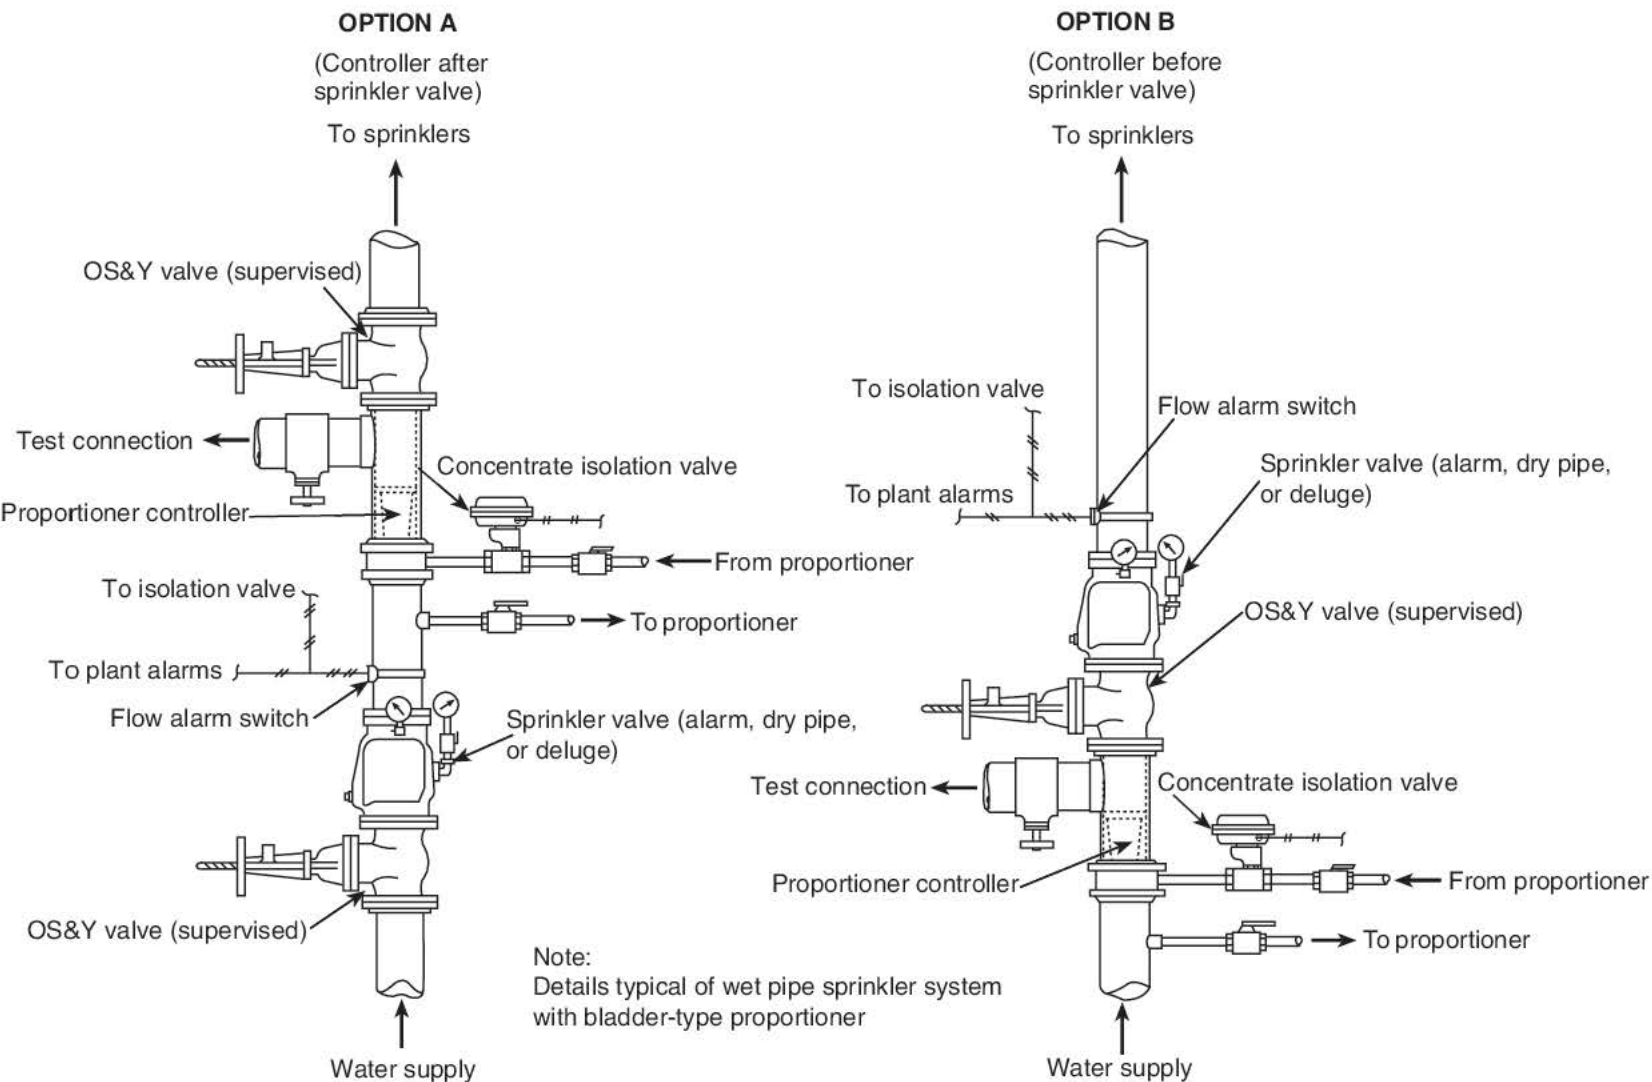 OPTION A
(Controller after
sprinkler valve)
To sprinklers
OS&Y valve (supervised)
Test connection
Concentrate isolation valve
Proportioner controller
From proportioner
To isolation valve
To proportioner
To plant alarms
Flow alarm switch
Sprinkler valve (alarm, dry pipe,
or deluge)
OS&Y valve (supervised)
Water supply
Note:
Details typical of wet pipe sprinkler system
with bladder-type proportioner
OPTION B
(Controller before
sprinkler valve)
To sprinklers
To isolation valve
Flow alarm switch
Sprinkler valve (alarm, dry pipe,
or deluge)
To plant alarms
OS&Y valve (supervised)
Test connection
Concentrate isolation valve
Proportioner controller
From proportioner
To proportioner
Water supply